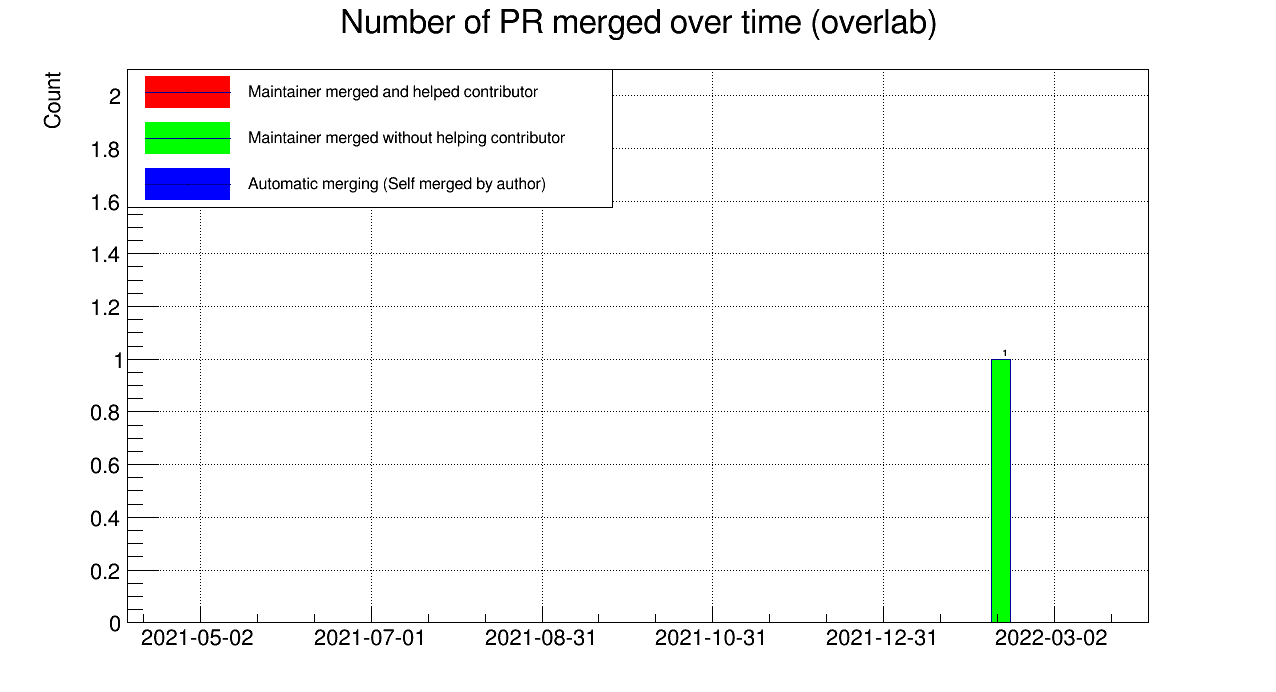 Number of PR merged over time (overlab)
Count
Maintainer merged and helped contributor
Maintainer merged without helping contributor
Automatic merging (Self merged by author)
2
1.8
1.6
1.4
1.2
1
0.8
0.6
0.4
0.2
0
1
2021-05-02 2021-07-01 2021-08-31 2021-10-31 2021-12-31 2022-03-02